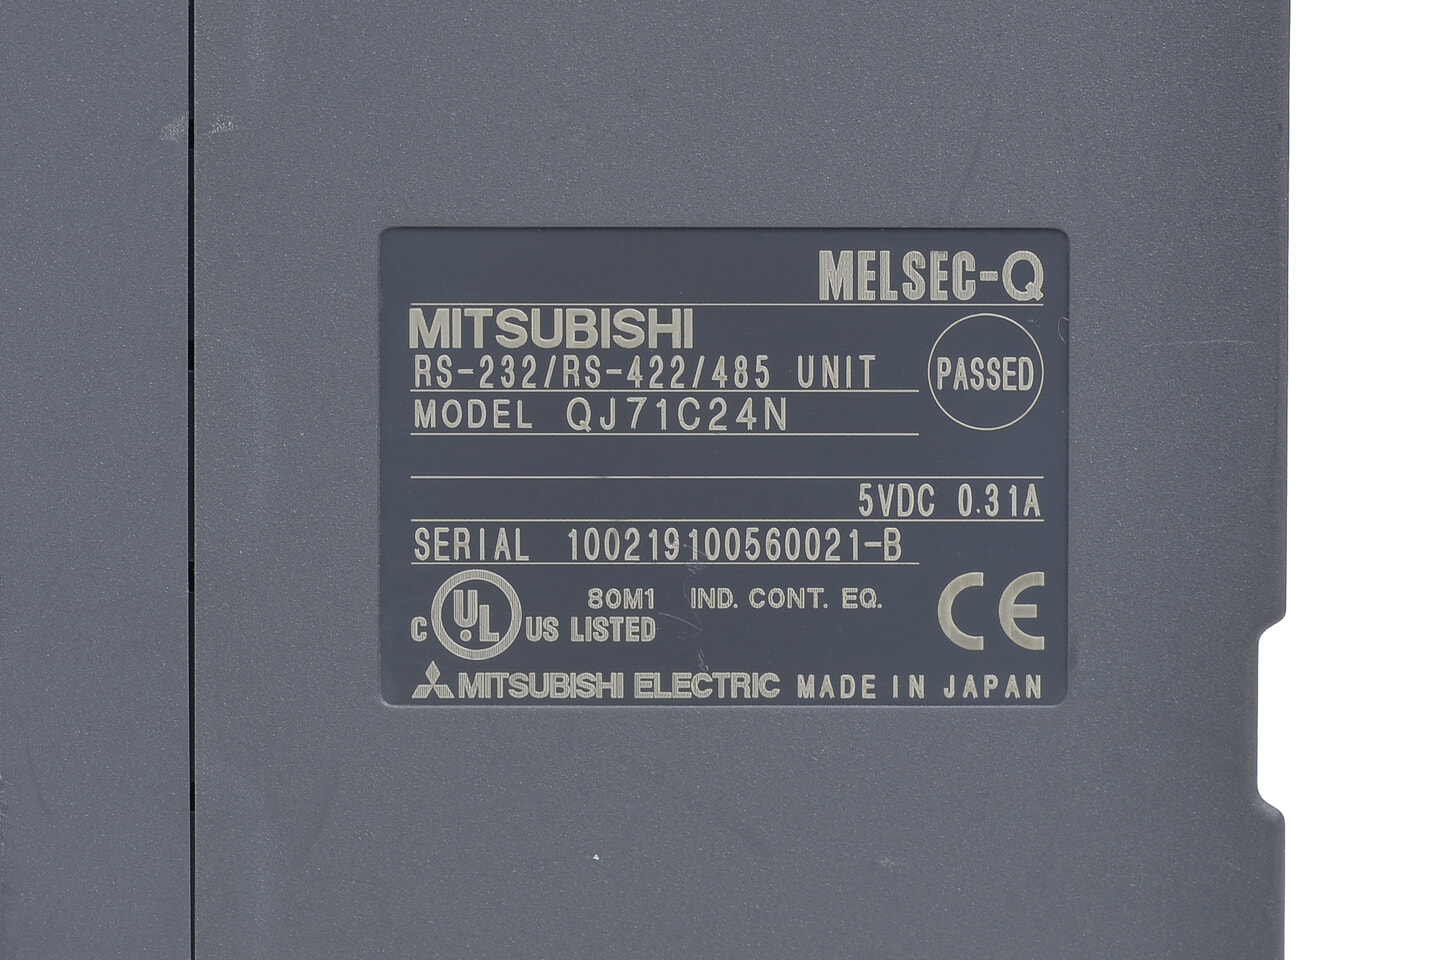 MELSEC-Q
MITSUBISHI
RS-232/RS-422/485 UNIT
PASSED
MODEL QJ71C24N
5VDC 0.31A
SERIAL 100219100560021-B
C UL US LISTED
80M1 IND. CONT. EQ.
CE
MITSUBISHI ELECTRIC MADE IN JAPAN